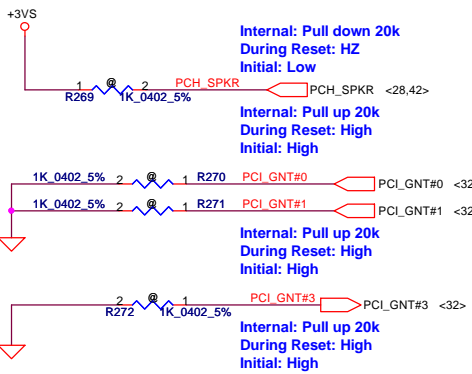 +3VS
Internal: Pull down 20k
During Reset: HZ
Initial: Low
1 @ 2 PCH_SPKR
R269 1K_0402_5%
PCH_SPKR <28,42>
Internal: Pull up 20k
During Reset: High
Initial: High
1K_0402_5% 2 @ 1 R270 PCI_GNT#0
PCI_GNT#0 <32
1K_0402_5% 2 @ 1 R271 PCI_GNT#1
PCI_GNT#1 <32
Internal: Pull up 20k
During Reset: High
Initial: High
2 @ 1 PCI_GNT#3
R272 1K_0402_5%
PCI_GNT#3 <32>
Internal: Pull up 20k
During Reset: High
Initial: High